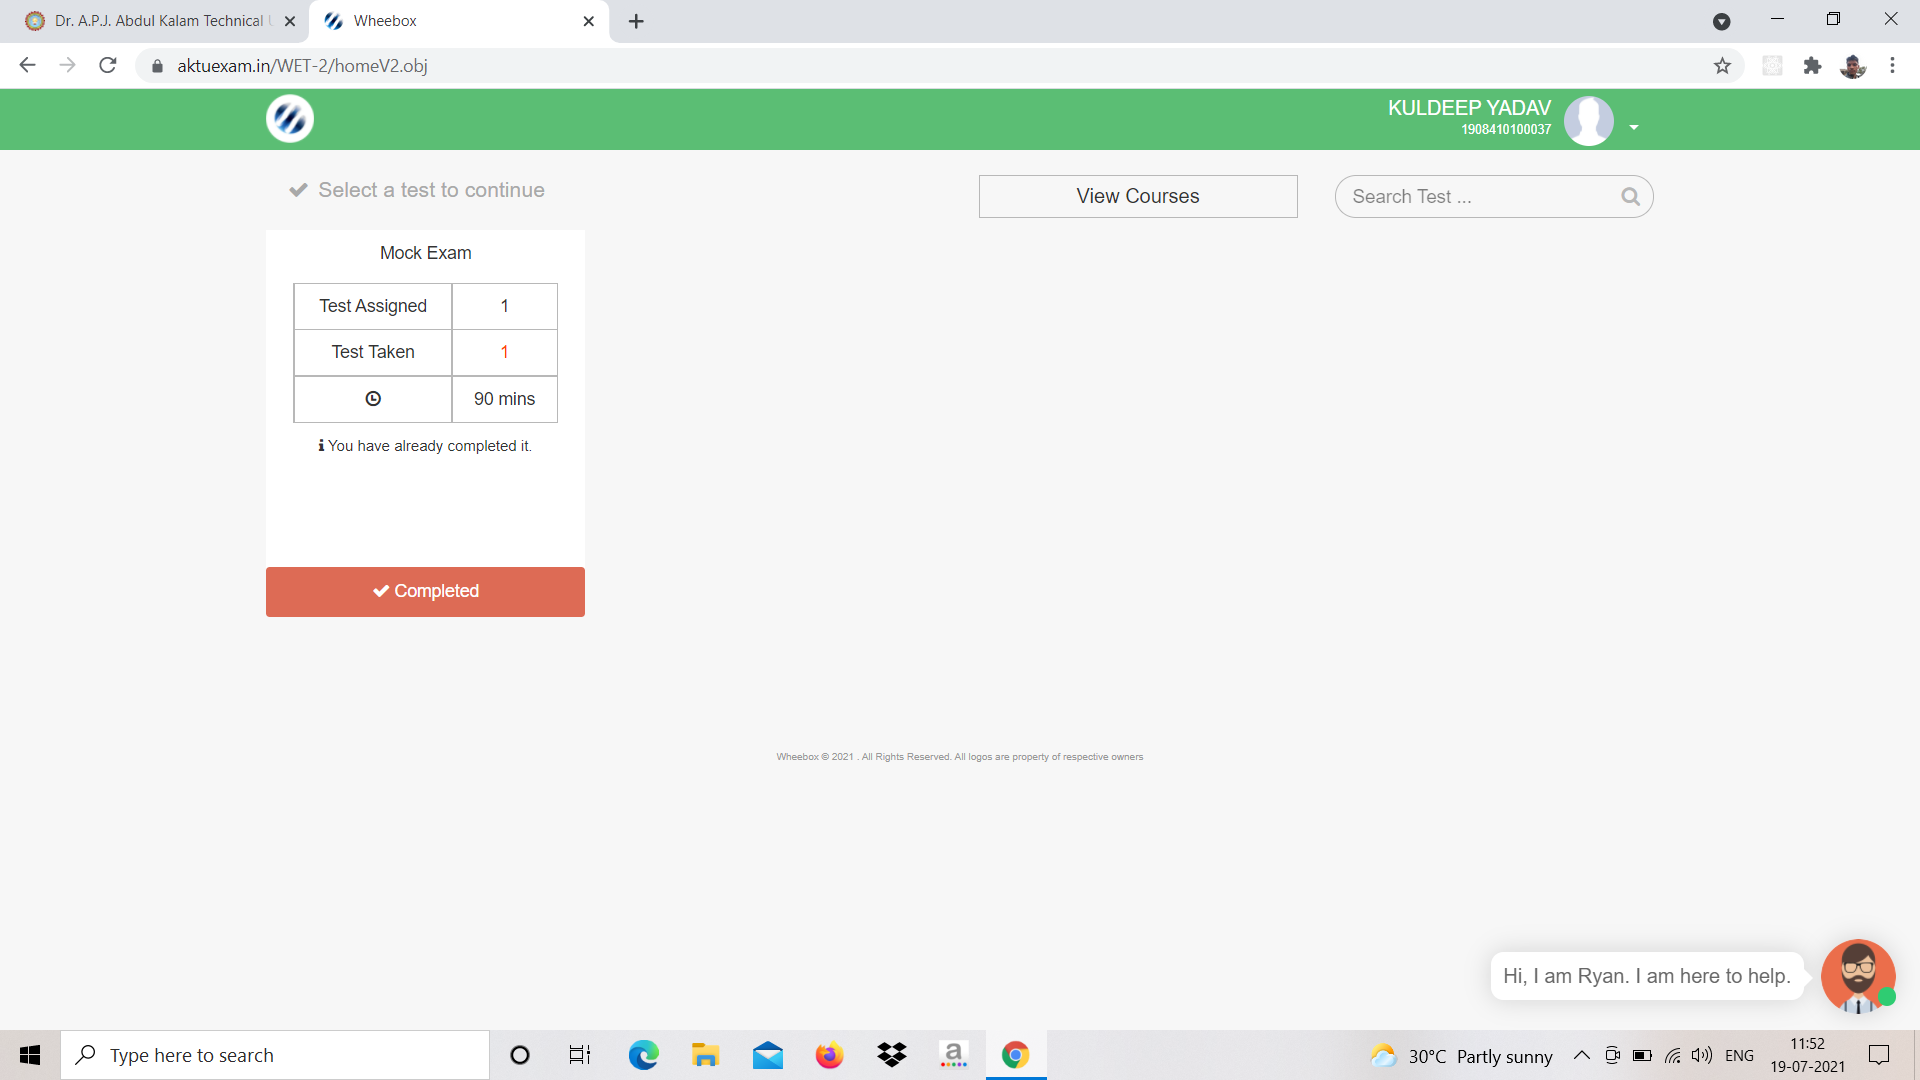 Dr. A.P.J. Abdul Kalam Technical
Wheebox
aktuexam.in/WET-2/homeV2.obj
KULDEEP YADAV
1908410100037
Select a test to continue
View Courses
Search Test ...
Mock Exam
Test Assigned 1
Test Taken 1
90 mins
You have already completed it.
Completed
Wheebox © 2021 . All Rights Reserved. All logos are property of respective owners
Hi, I am Ryan. I am here to help.
Type here to search
a
30°C Partly sunny
ENG
11:52
19-07-2021